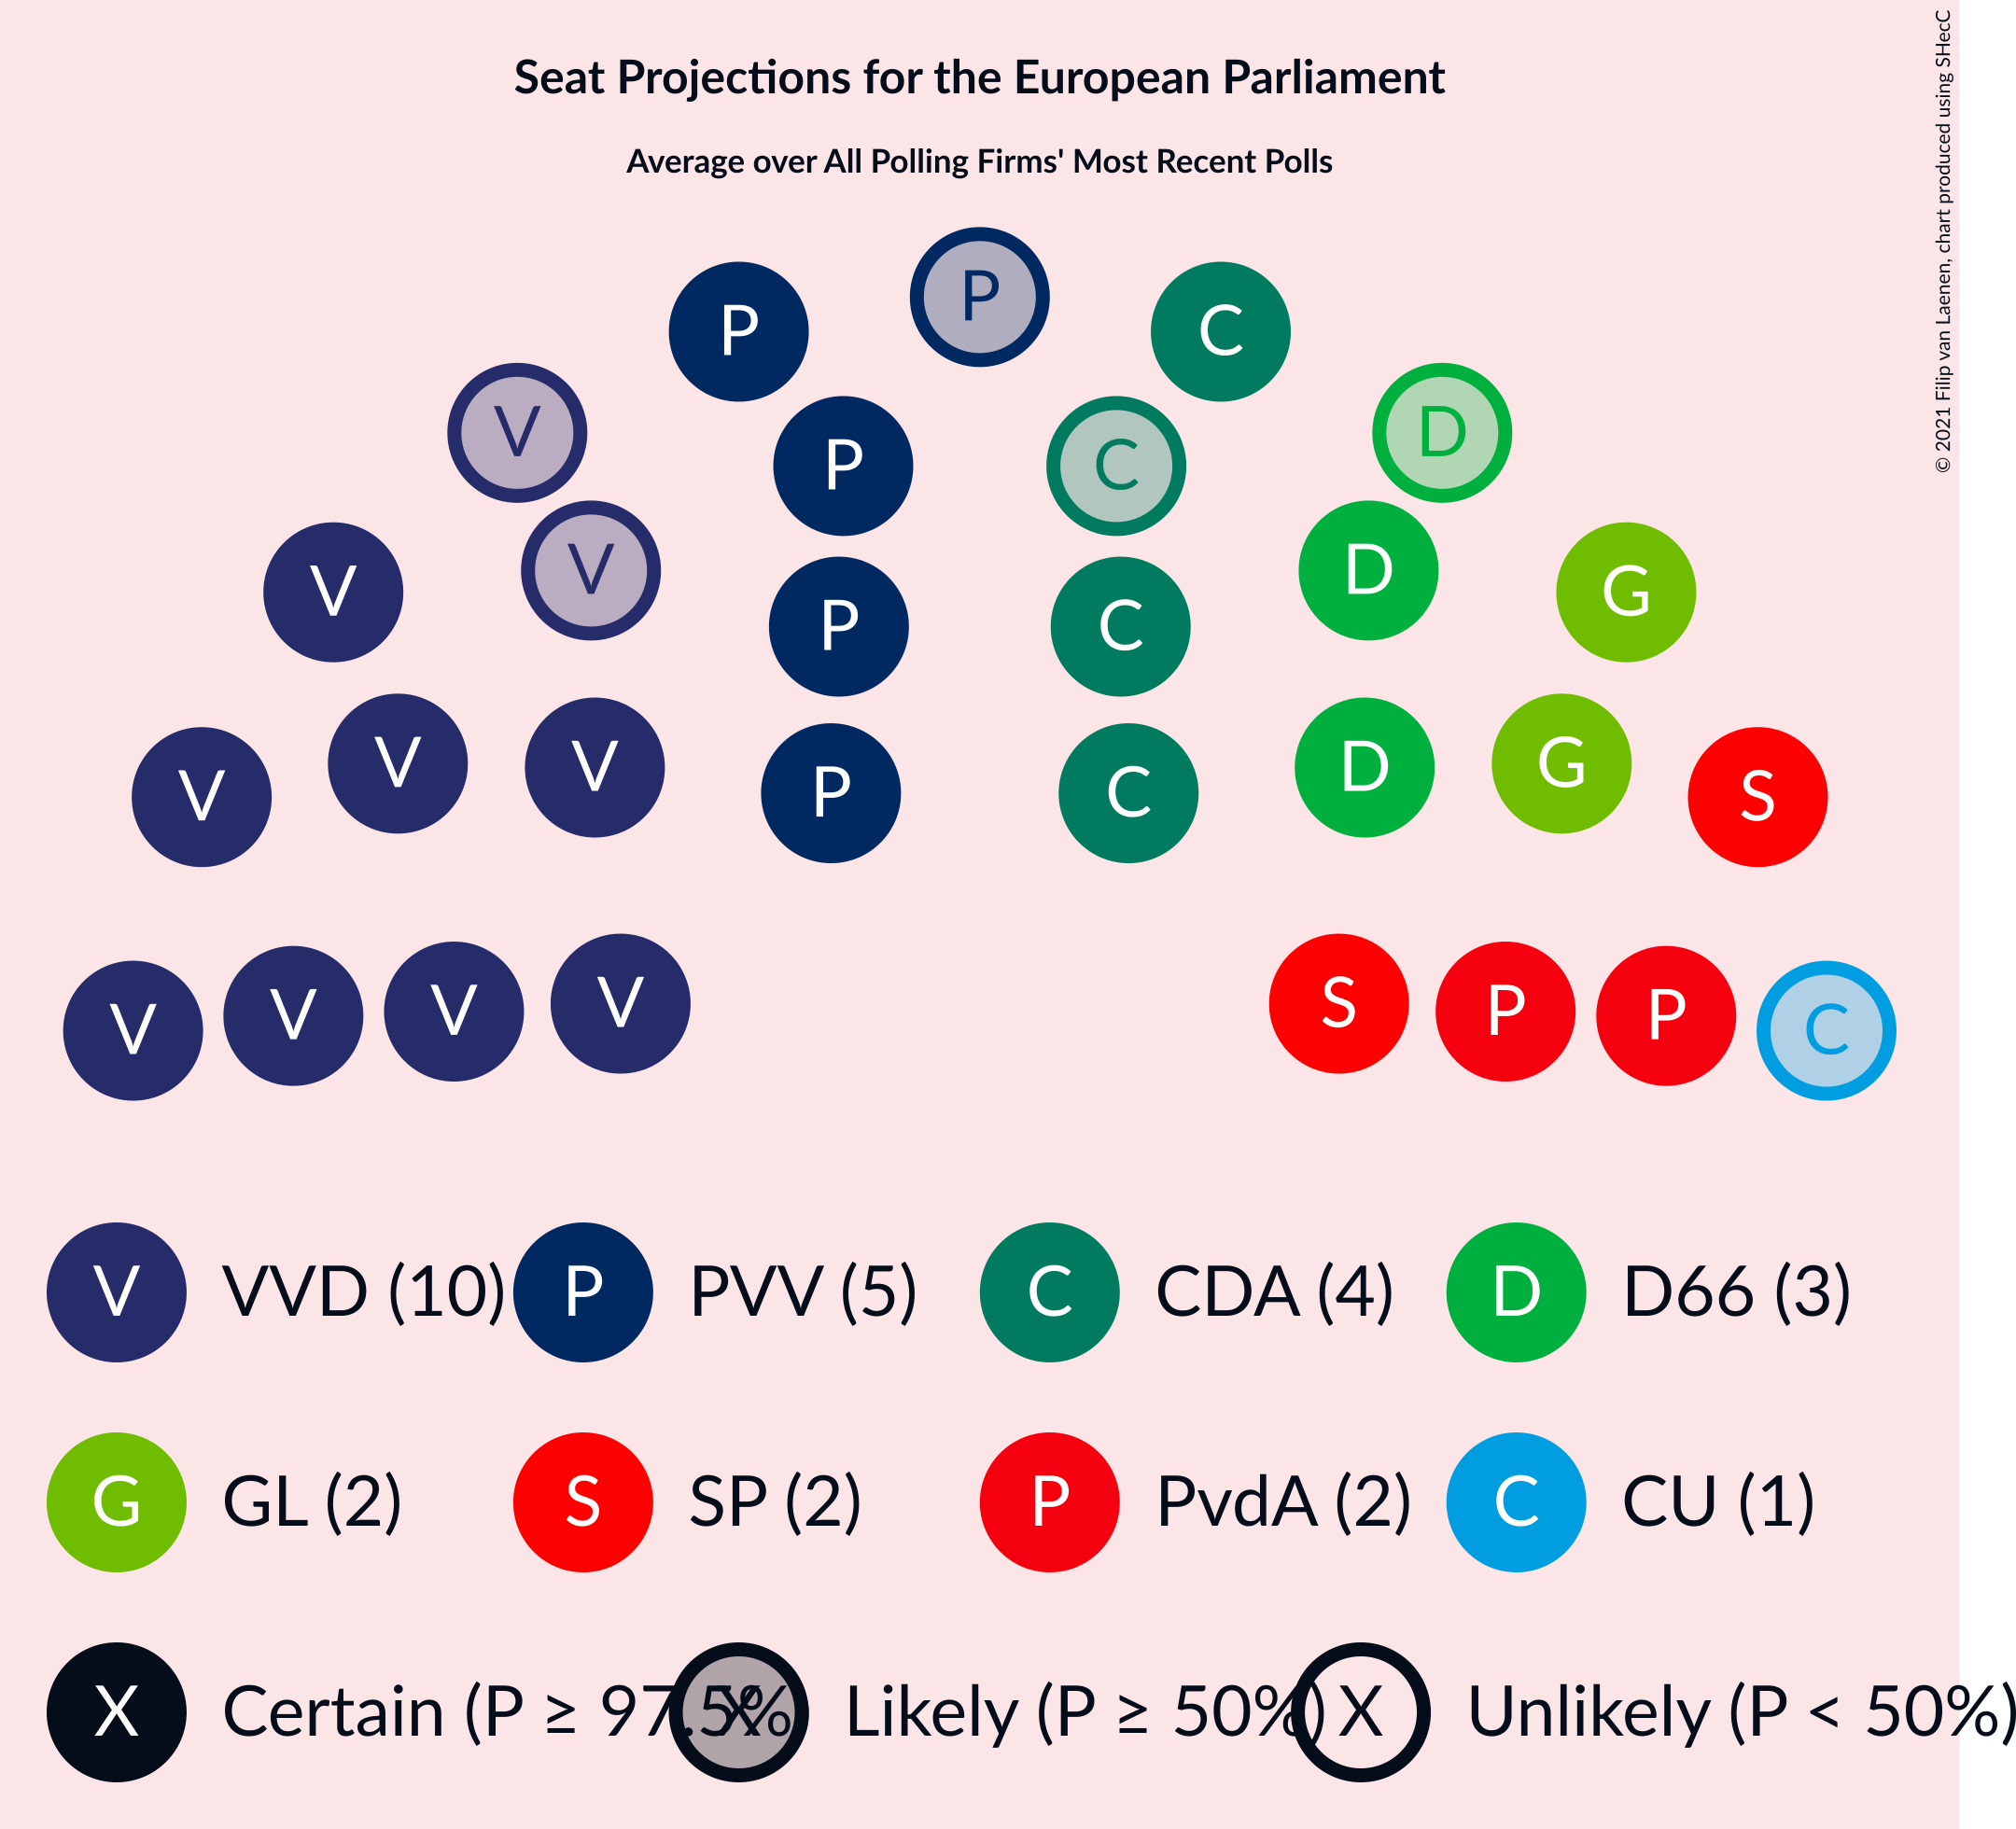 Seat Projections for the European Parliament
Average over All Polling Firms' Most Recent Polls
© 2021 Filip van Laenen, chart produced using SHecC
P
P C
V D
P C
V V D G
P C
V V V D G S
P C
V V V V S P P C
V VVD (10) P PVV (5) C CDA (4) D D66 (3)
G GL (2) S SP (2) P PvdA (2) C CU (1)
X Certain (P ≥ 97.5% X Likely (P ≥ 50%) X Unlikely (P < 50%)